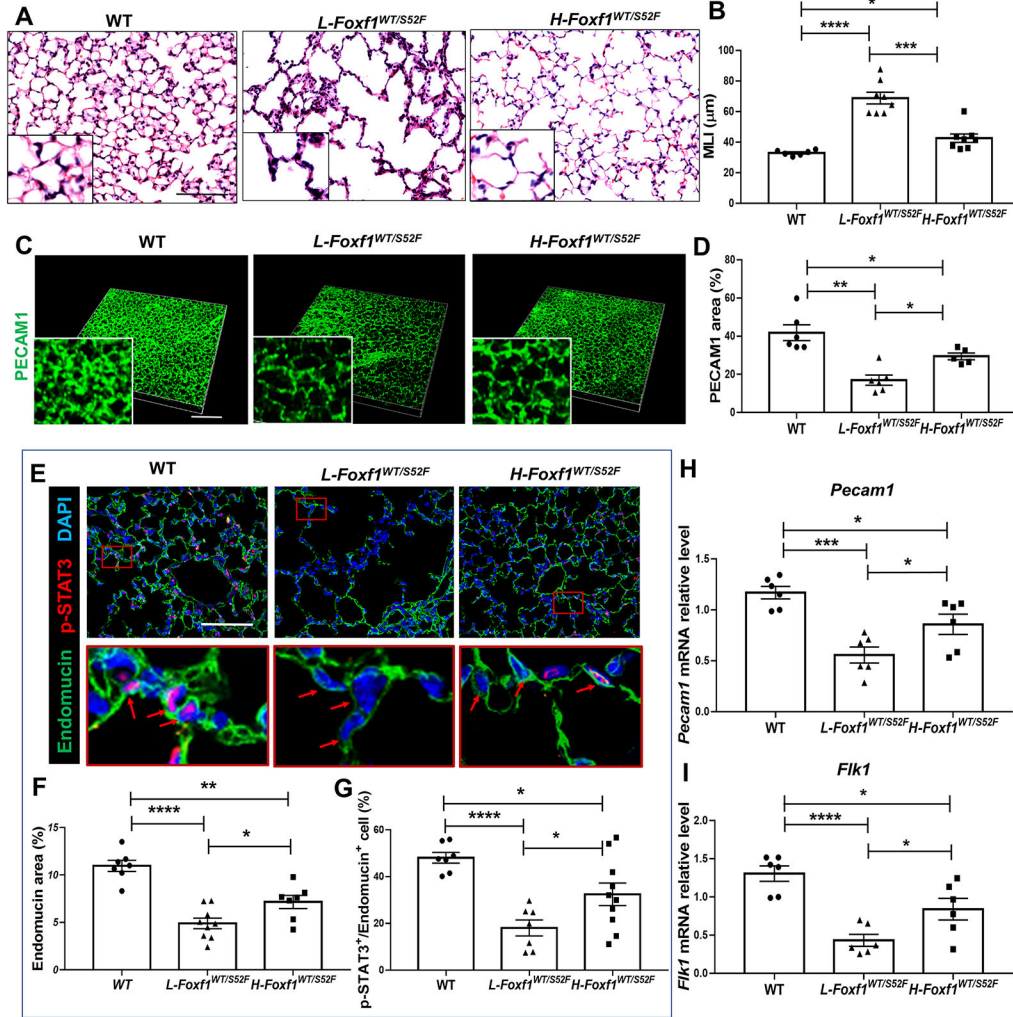 A
WT
L-Foxf1WT/S52F
H-Foxf1WT/S52F
B
*
****
***
MLI (μm)
100
80
60
40
20
0
WT
L-Foxf1WT/S52F
H-Foxf1WT/S52F
C
WT
L-Foxf1WT/S52F
H-Foxf1WT/S52F
PECAM1
D
*
**
*
PECAM1 area (%)
80
60
40
20
0
WT
L-Foxf1WT/S52F
H-Foxf1WT/S52F
E
WT
L-Foxf1WT/S52F
H-Foxf1WT/S52F
Endomucin p-STAT3 DAPI
F
**
****
*
Endomucin area (%)
15
10
5
0
WT
L-Foxf1WT/S52F
H-Foxf1WT/S52F
G
*
****
*
p-STAT3+/Endomucin+ cell (%)
60
40
20
0
WT
L-Foxf1WT/S52F
H-Foxf1WT/S52F
H
Pecam1
*
***
*
Pecam1 mRNA relative level
1.5
1.0
0.5
0.0
WT
L-Foxf1WT/S52F
H-Foxf1WT/S52F
I
Flk1
*
****
*
Flk1 mRNA relative level
2.0
1.5
1.0
0.5
0.0
WT
L-Foxf1WT/S52F
H-Foxf1WT/S52F